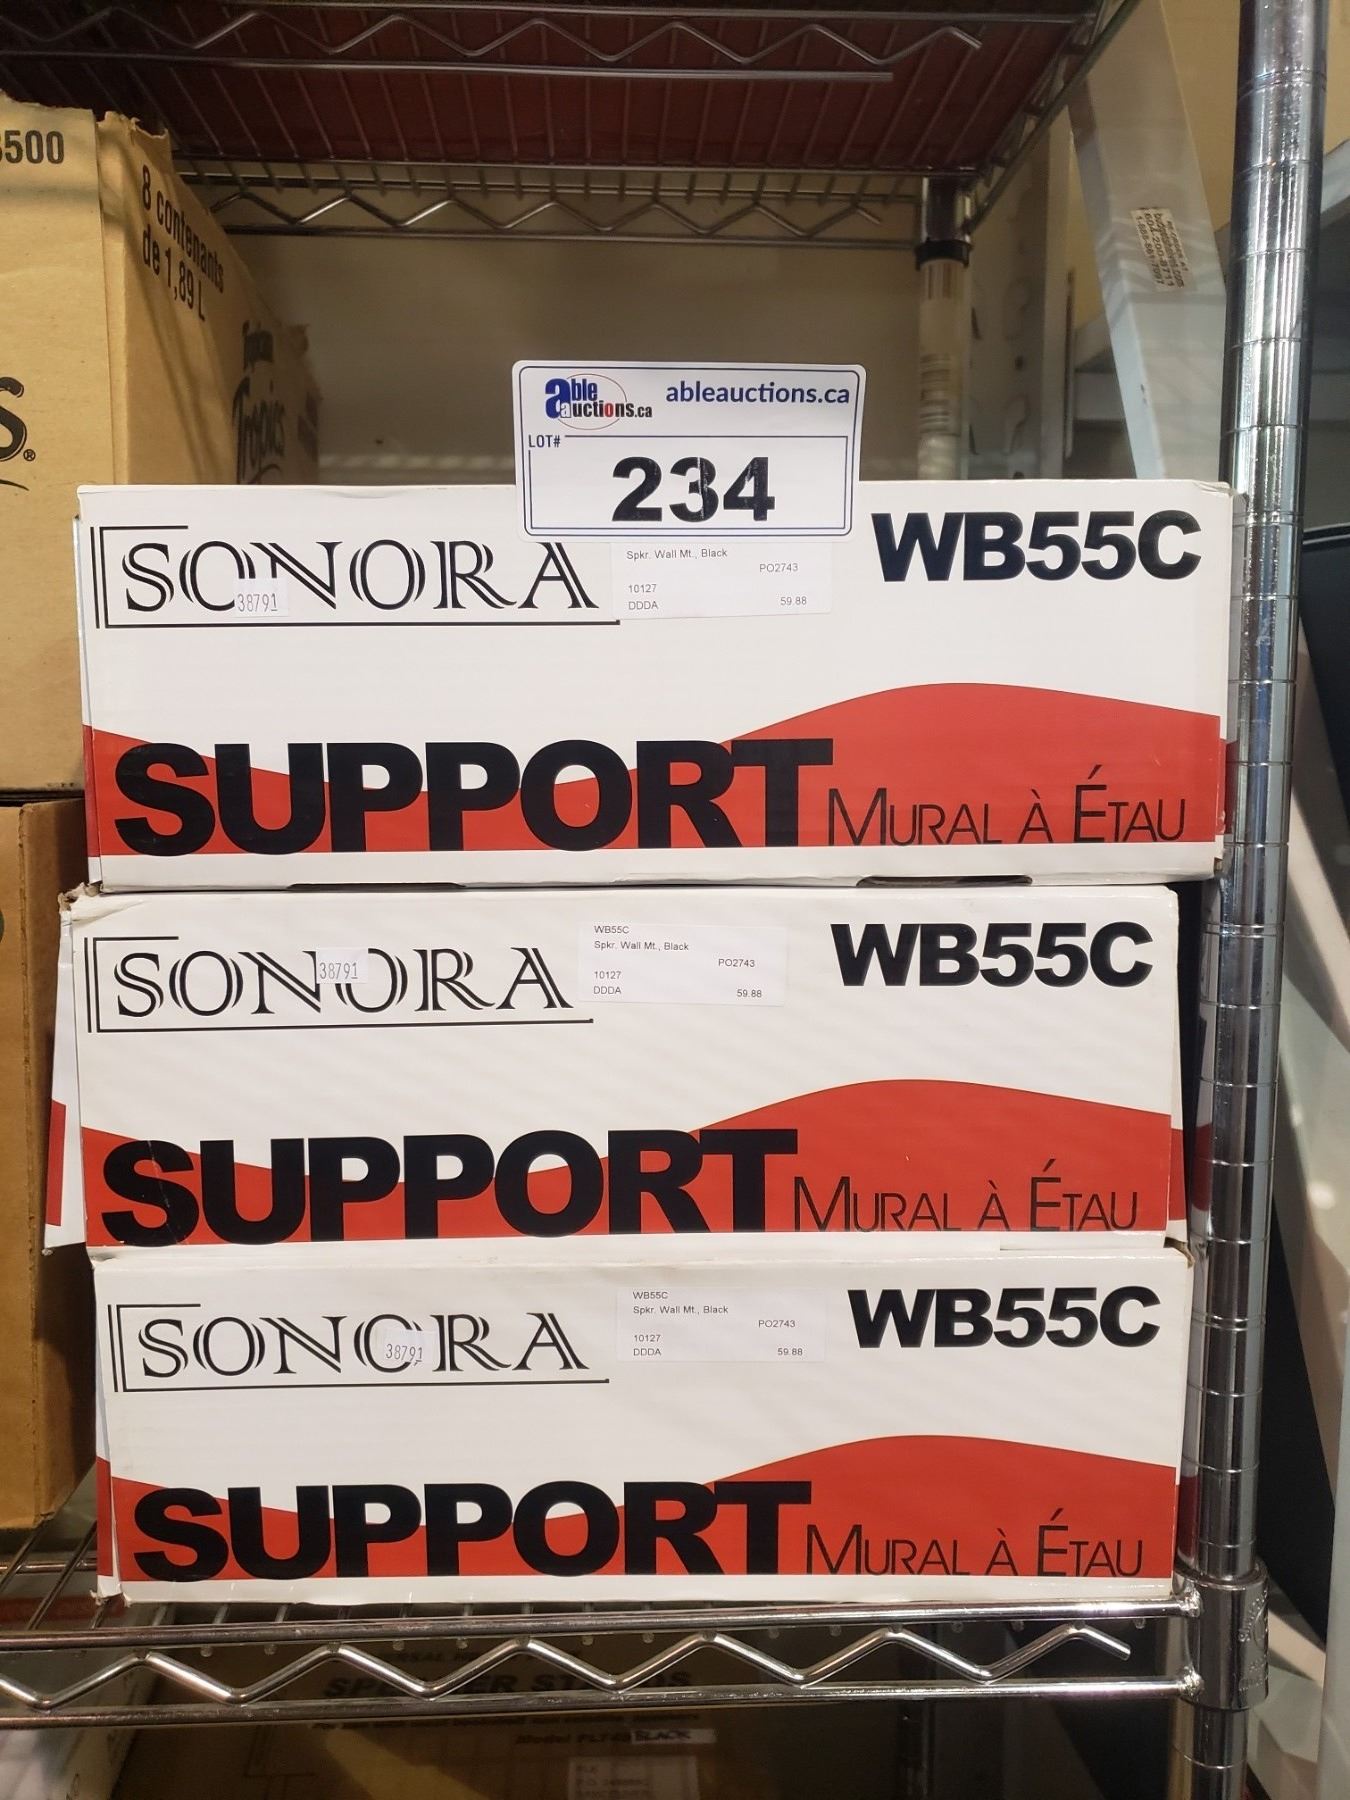 8 contenants
de 1,89 L
Tropics
able
auctions.ca
ableauctions.ca
LOT#
234
SONORA
38791
Spkr. Wall Mt., Black
PO2743
10127
DDDA
59.88
WB55C
SUPPORT MURAL À ÉTAU
SONORA
38791
WB55C
Spkr. Wall Mt., Black
PO2743
10127
DDDA
59.88
WB55C
SUPPORT MURAL À ÉTAU
SONORA
38791
WB55C
Spkr. Wall Mt., Black
PO2743
10127
DDDA
59.88
WB55C
SUPPORT MURAL À ÉTAU
BLACK